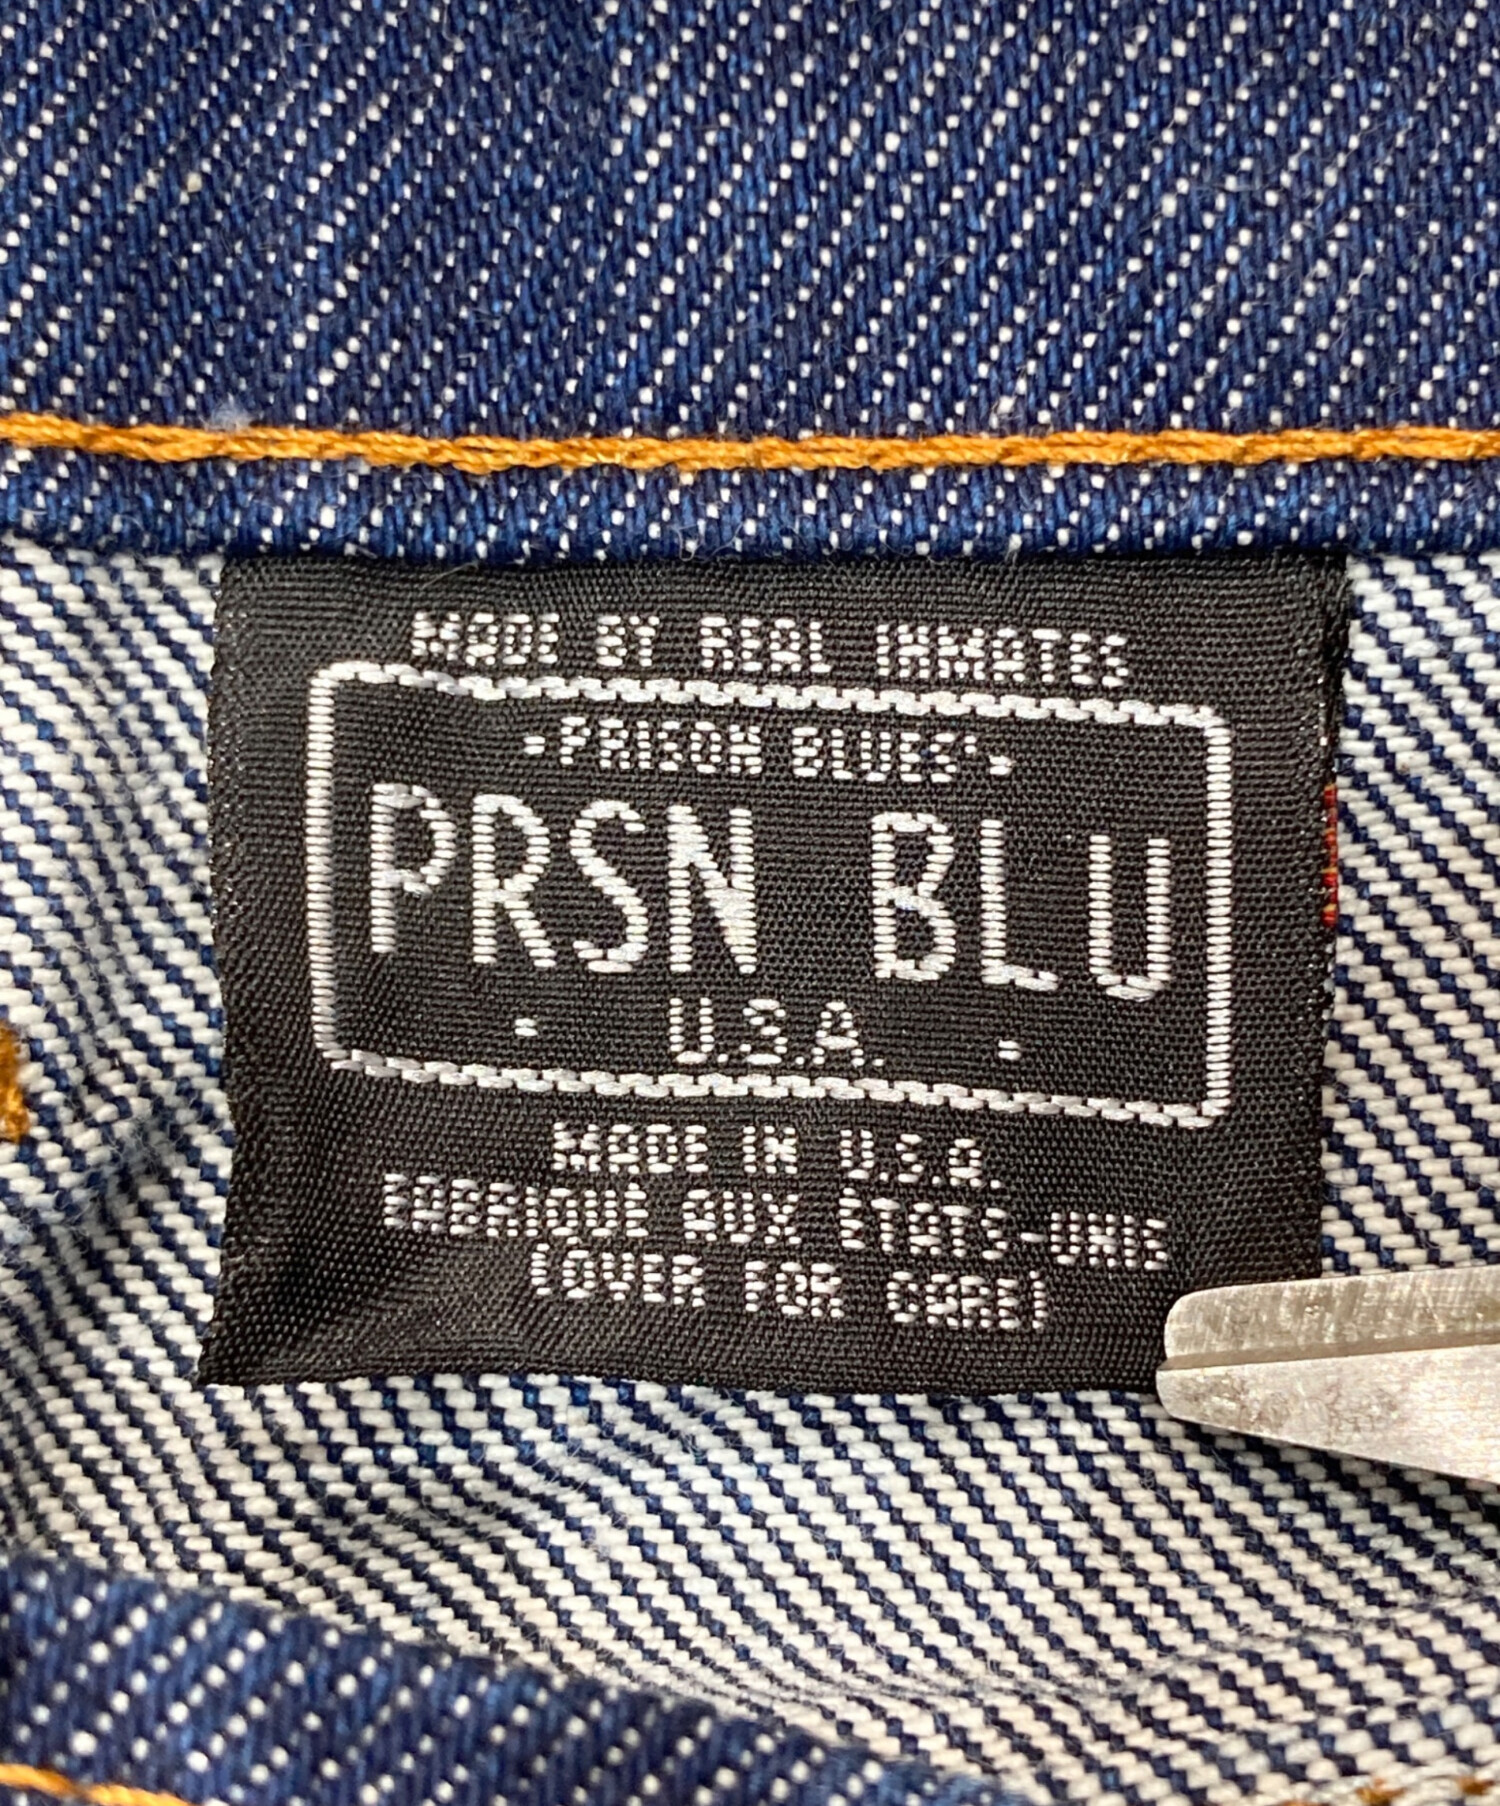 MADE BY REAL INMATES
·PRISON BLUES·
PRSN BLU
· U.S.A. ·
MADE IN U.S.A.
FABRIQUÉ AUX ÉTATS-UNIS
(OVER FOR CARE)